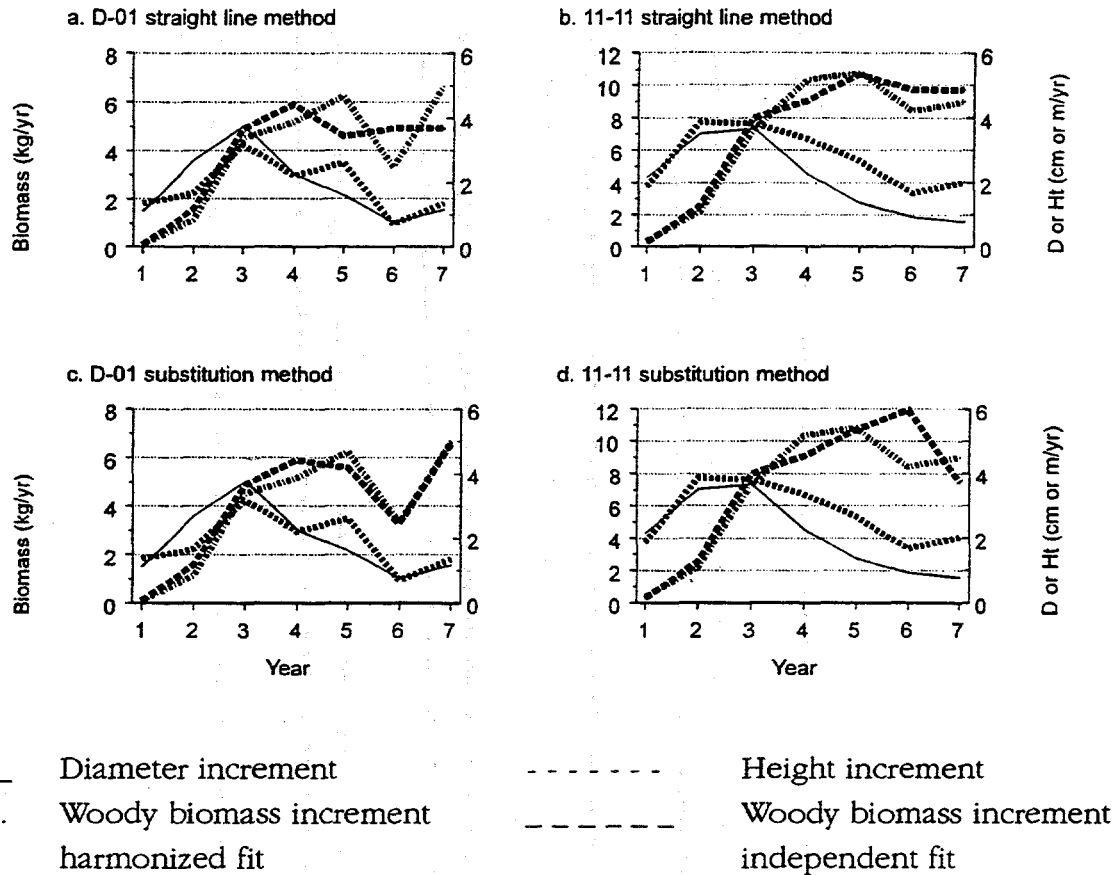 a. D-01 straight line method
b. 11-11 straight line method
8
6
4
2
0
6
4
2
0
12
10
8
6
4
2
0
6
4
2
0
Biomass (kg/yr)
D or Ht (cm or m/yr)
1 2 3 4 5 6 7
1 2 3 4 5 6 7
c. D-01 substitution method
d. 11-11 substitution method
8
6
4
2
0
6
4
2
0
12
10
8
6
4
2
0
6
4
2
0
Biomass (kg/yr)
D or Ht (cm or m/yr)
1 2 3 4 5 6 7
1 2 3 4 5 6 7
Year
Year
Diameter increment
Height increment
Woody biomass increment
harmonized fit
Woody biomass increment
independent fit